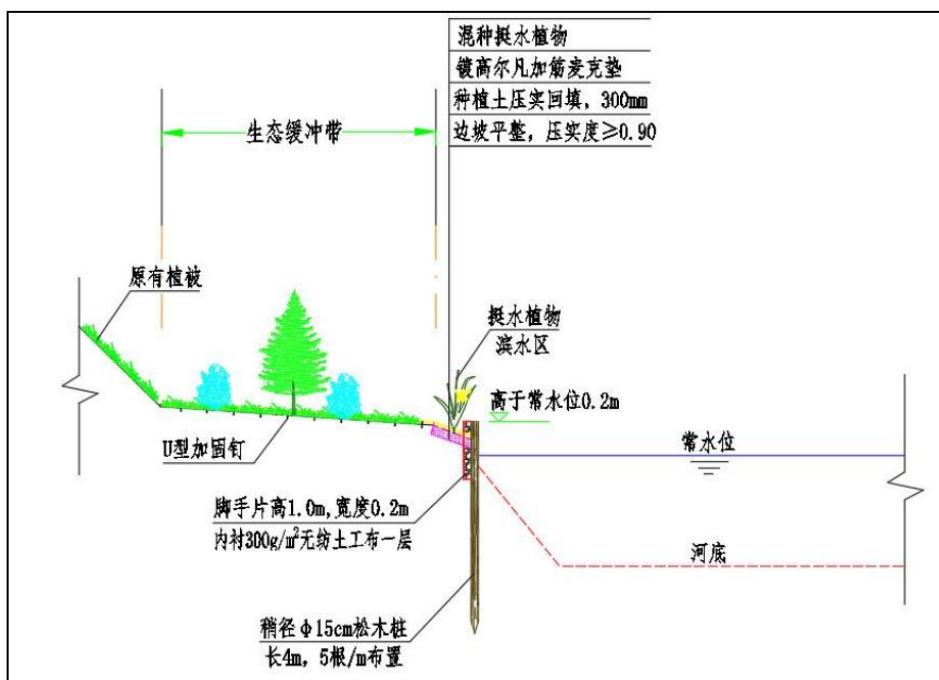 混种挺水植物
镀高尔凡加筋麦克垫
种植土压实回填，300mm
边坡平整，压实度≥0.90
生态缓冲带
原有植被
挺水植物
滨水区
高于常水位0.2m
常水位
U型加固钉
脚手片高1.0m,宽度0.2m
内衬300g/m²无纺土工布一层
河底
稍径φ15cm松木桩
长4m，5根/m布置